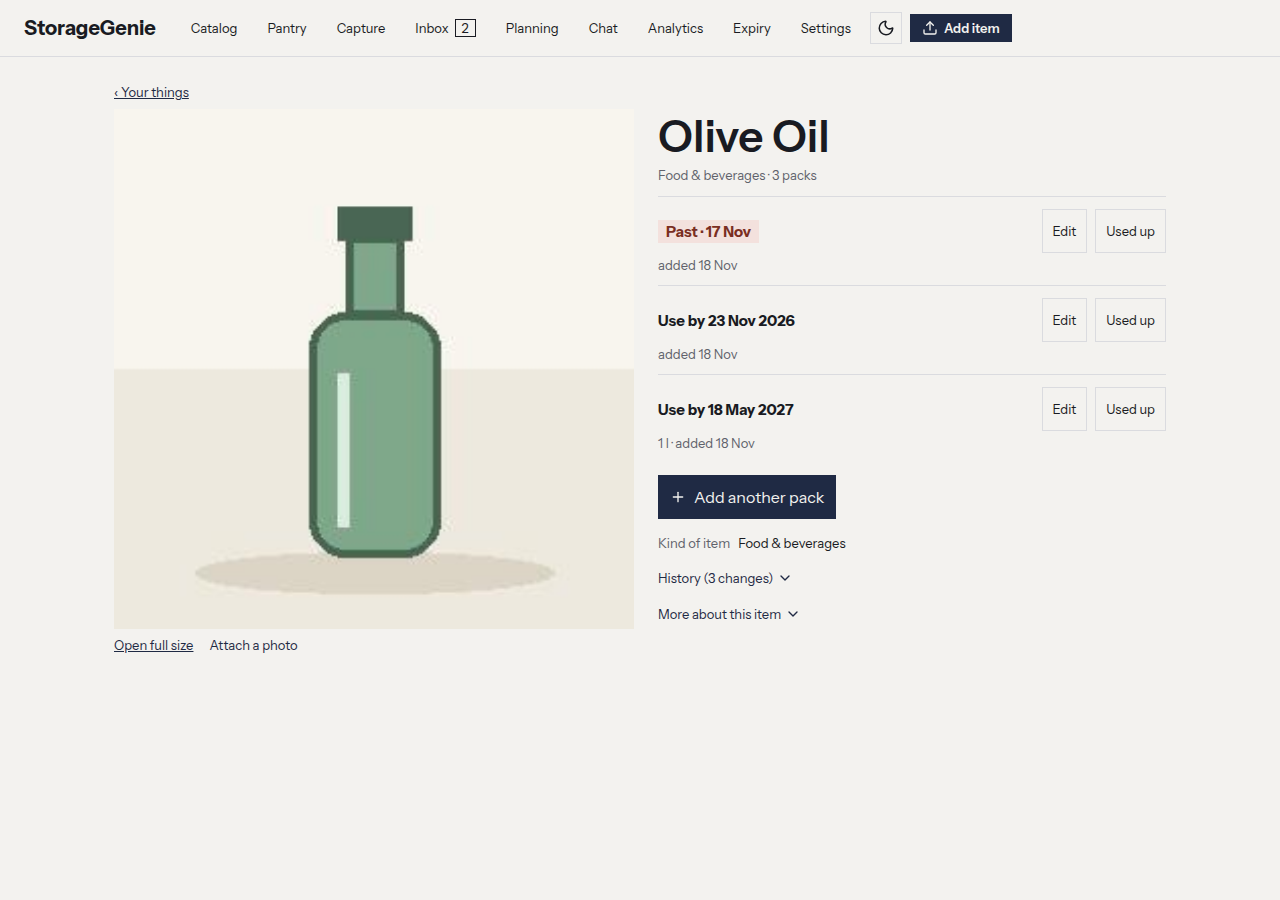 StorageGenie Catalog Pantry Capture Inbox 2 Planning Chat Analytics Expiry Settings Add item
‹ Your things
Olive Oil
Food & beverages · 3 packs
Past · 17 Nov Edit Used up
added 18 Nov
Use by 23 Nov 2026 Edit Used up
added 18 Nov
Use by 18 May 2027 Edit Used up
1 l · added 18 Nov
+ Add another pack
Kind of item Food & beverages
History (3 changes)
More about this item
Open full size Attach a photo